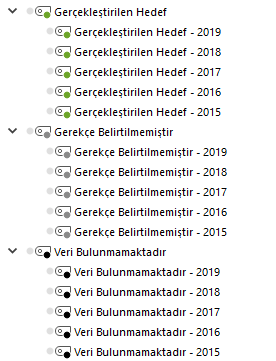 Gerçekleştirilen Hedef
Gerçekleştirilen Hedef - 2019
Gerçekleştirilen Hedef - 2018
Gerçekleştirilen Hedef - 2017
Gerçekleştirilen Hedef - 2016
Gerçekleştirilen Hedef - 2015
Gerekçe Belirtilmemiştir
Gerekçe Belirtilmemiştir - 2019
Gerekçe Belirtilmemiştir - 2018
Gerekçe Belirtilmemiştir - 2017
Gerekçe Belirtilmemiştir - 2016
Gerekçe Belirtilmemiştir - 2015
Veri Bulunmamaktadır
Veri Bulunmamaktadır - 2019
Veri Bulunmamaktadır - 2018
Veri Bulunmamaktadır - 2017
Veri Bulunmamaktadır - 2016
Veri Bulunmamaktadır - 2015